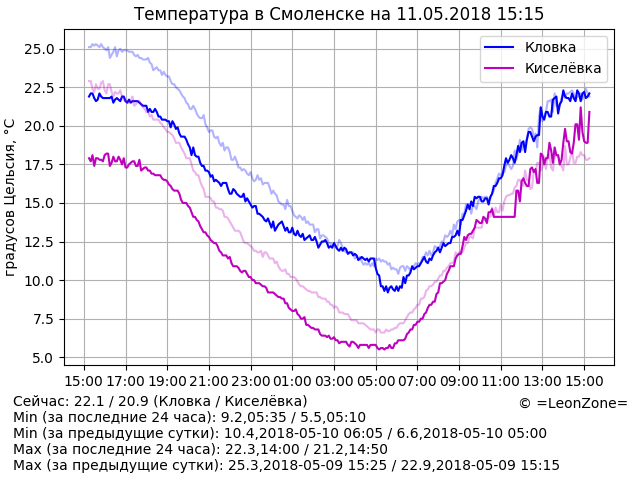 Температура в Смоленске на 11.05.2018 15:15
градусов Цельсия, °C
25.0
22.5
20.0
17.5
15.0
12.5
10.0
7.5
5.0
Кловка
Киселёвка
15:00 17:00 19:00 21:00 23:00 01:00 03:00 05:00 07:00 09:00 11:00 13:00 15:00
Сейчас: 22.1 / 20.9 (Кловка / Киселёвка)
© =LeonZone=
Min (за последние 24 часа): 9.2,05:35 / 5.5,05:10
Min (за предыдущие сутки): 10.4,2018-05-10 06:05 / 6.6,2018-05-10 05:00
Max (за последние 24 часа): 22.3,14:00 / 21.2,14:50
Max (за предыдущие сутки): 25.3,2018-05-09 15:25 / 22.9,2018-05-09 15:15